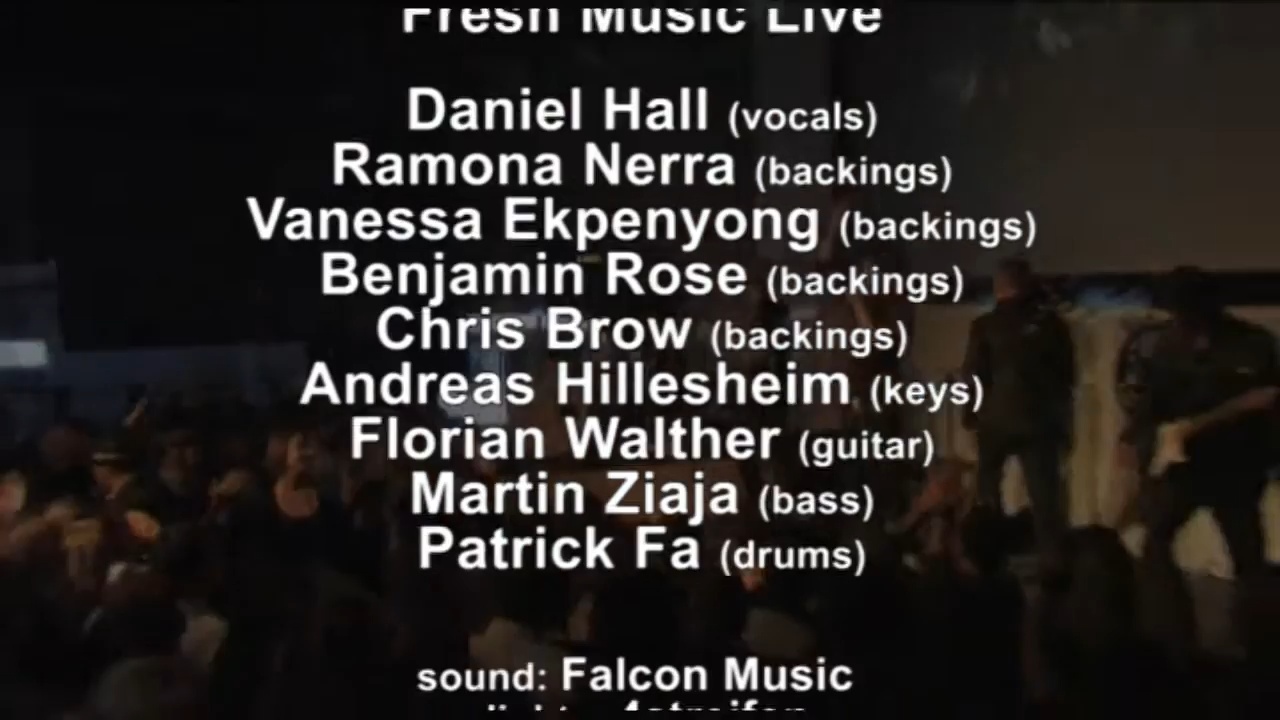 Fresh Music Live
Daniel Hall (vocals)
Ramona Nerra (backings)
Vanessa Ekpenyong (backings)
Benjamin Rose (backings)
Chris Brow (backings)
Andreas Hillesheim (keys)
Florian Walther (guitar)
Martin Ziaja (bass)
Patrick Fa (drums)
sound: Falcon Music